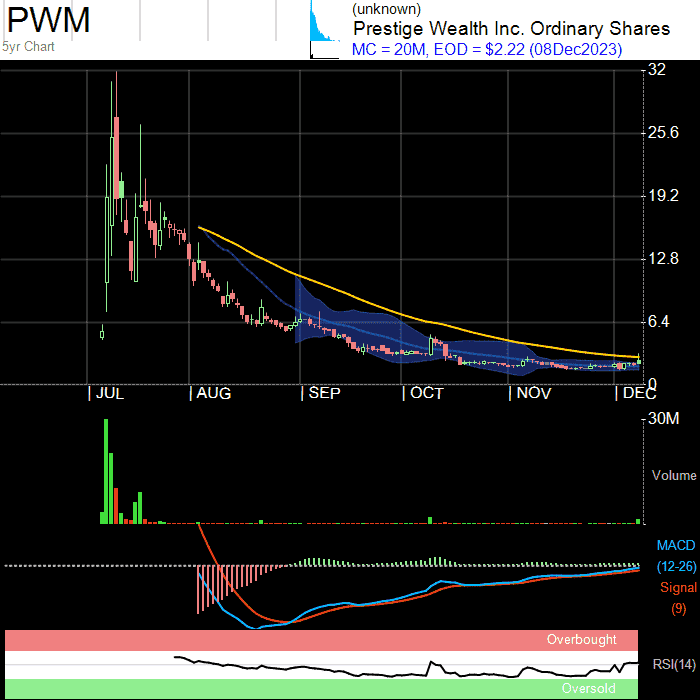 PWM
5yr Chart
(unknown)
Prestige Wealth Inc. Ordinary Shares
MC = 20M, EOD = $2.22 (08Dec2023)
32
25.6
19.2
12.8
6.4
0
JUL
AUG
SEP
OCT
NOV
DEC
30M
Volume
MACD
(12-26)
Signal
(9)
Overbought
RSI(14)
Oversold